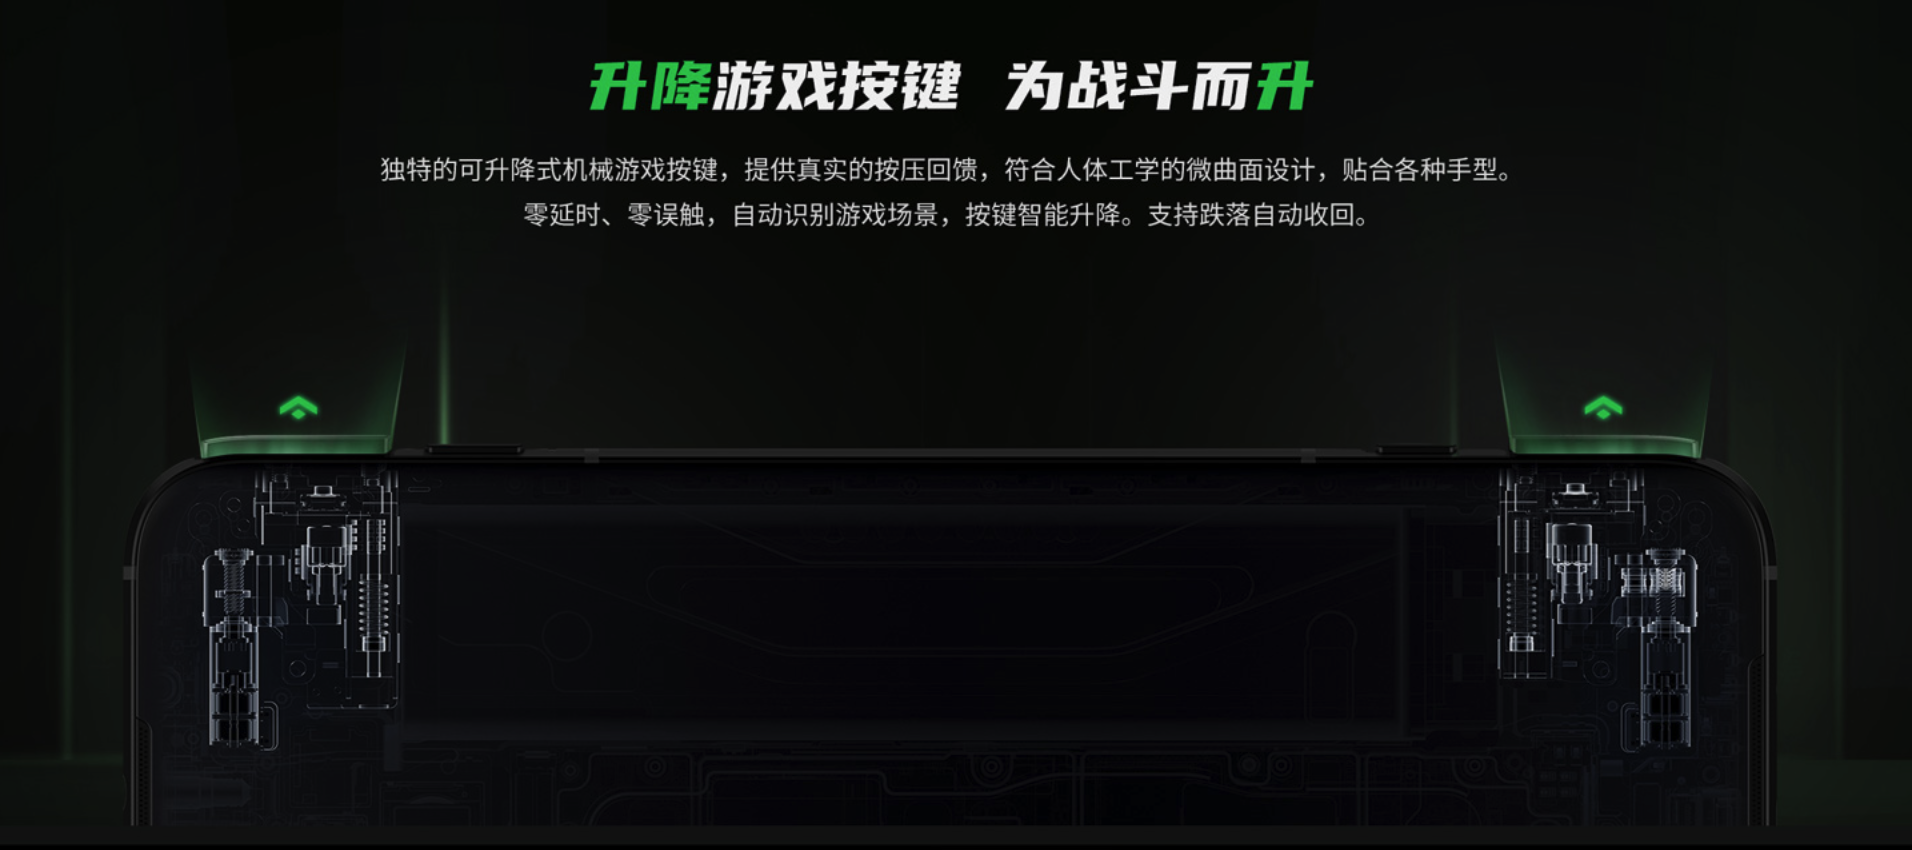 升降游戏按键 为战斗而升
独特的可升降式机械游戏按键，提供真实的按压回馈，符合人体工学的微曲面设计，贴合各种手型。
零延时、零误触，自动识别游戏场景，按键智能升降。支持跌落自动收回。